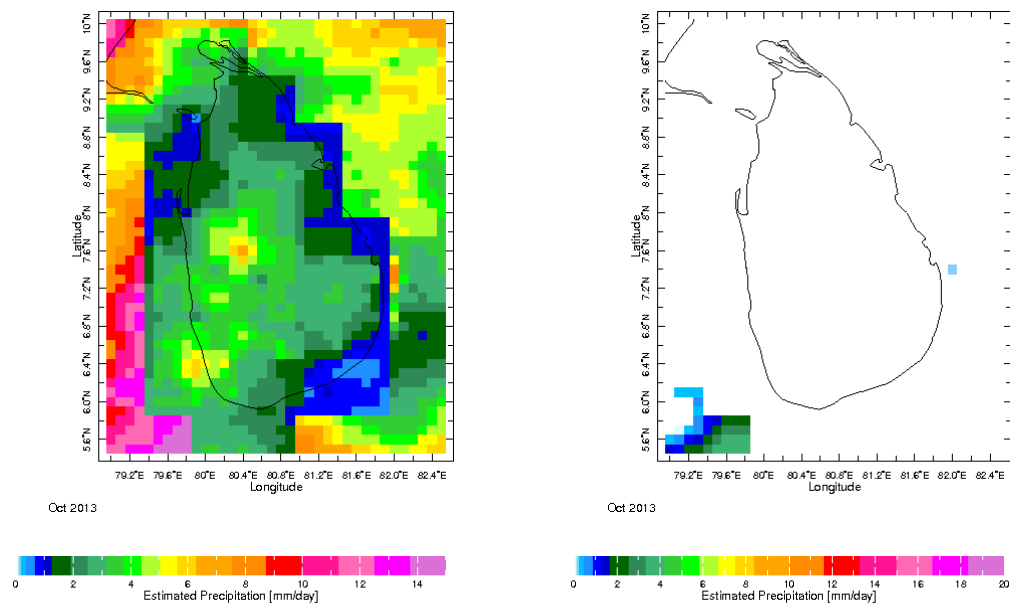 10°N
9.6°N
9.2°N
8.8°N
8.4°N
8°N
7.6°N
7.2°N
6.8°N
6.4°N
6.0°N
5.6°N
Latitude
79.2°E 79.6°E 80°E 80.4°E 80.8°E 81.2°E 81.6°E 82.0°E 82.4°E
Longitude
Oct 2013
0 2 4 6 8 10 12 14
Estimated Precipitation [mm/day]
10°N
9.6°N
9.2°N
8.8°N
8.4°N
8°N
7.6°N
7.2°N
6.8°N
6.4°N
6.0°N
5.6°N
Latitude
79.2°E 79.6°E 80°E 80.4°E 80.8°E 81.2°E 81.6°E 82.0°E 82.4°E
Longitude
Oct 2013
0 2 4 6 8 10 12 14 16 18 20
Estimated Precipitation [mm/day]